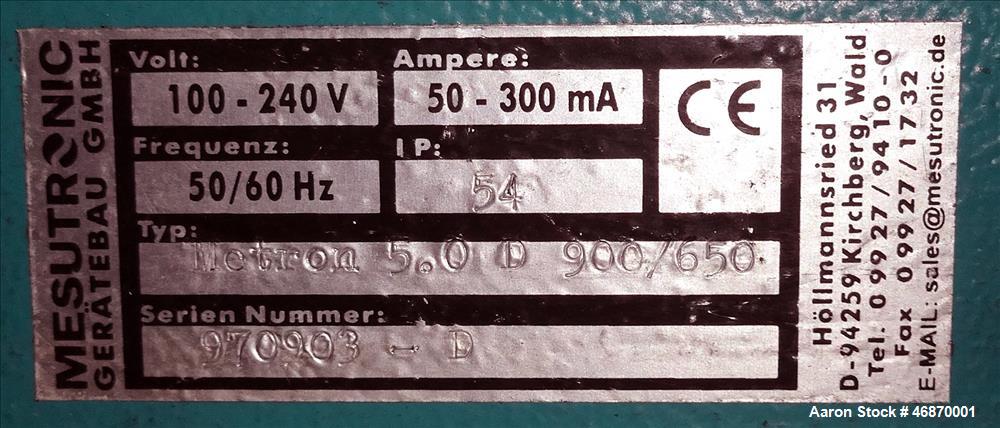 MESUTRONIC
GERÄTEBAU GMBH
Volt:
100 - 240 V
Ampere:
50 - 300 mA
CE
Frequenz:
50/60 Hz
IP:
54
Typ:
Metron 5.0 D 900/650
Serien Nummer:
970903 - D
Höllmannsried 31
D-94259 Kirchberg, Wald
Tel. 09927/9410-0
Fax 09927/1732
E-MAIL: sales@mesutronic.de
Aaron Stock # 46870001